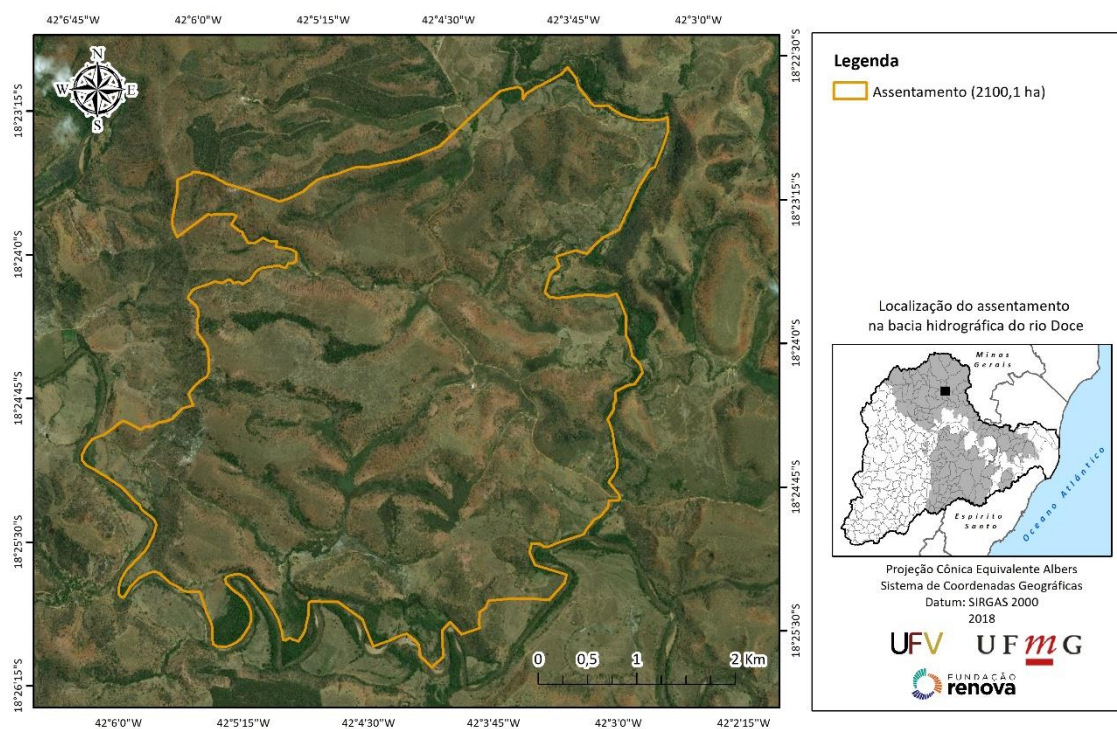 42°6'45"W 42°6'0"W 42°5'15"W 42°4'30"W 42°3'45"W 42°3'0"W
N
W E
S
18°23'15"S
18°24'0"S
18°24'45"S
18°25'30"S
18°26'15"S
18°22'30"S
18°23'15"S
18°24'0"S
18°24'45"S
18°25'30"S
0 0,5 1 2 Km
42°6'0"W 42°5'15"W 42°4'30"W 42°3'45"W 42°3'0"W 42°2'15"W
Legenda
Assentamento (2100,1 ha)
Localização do assentamento
na bacia hidrográfica do rio Doce
Minas
Gerais
Espírito
Santo
Oceano Atlântico
Projeção Cônica Equivalente Albers
Sistema de Coordenadas Geográficas
Datum: SIRGAS 2000
2018
UFV UFmG
FUNDAÇÃO
renova